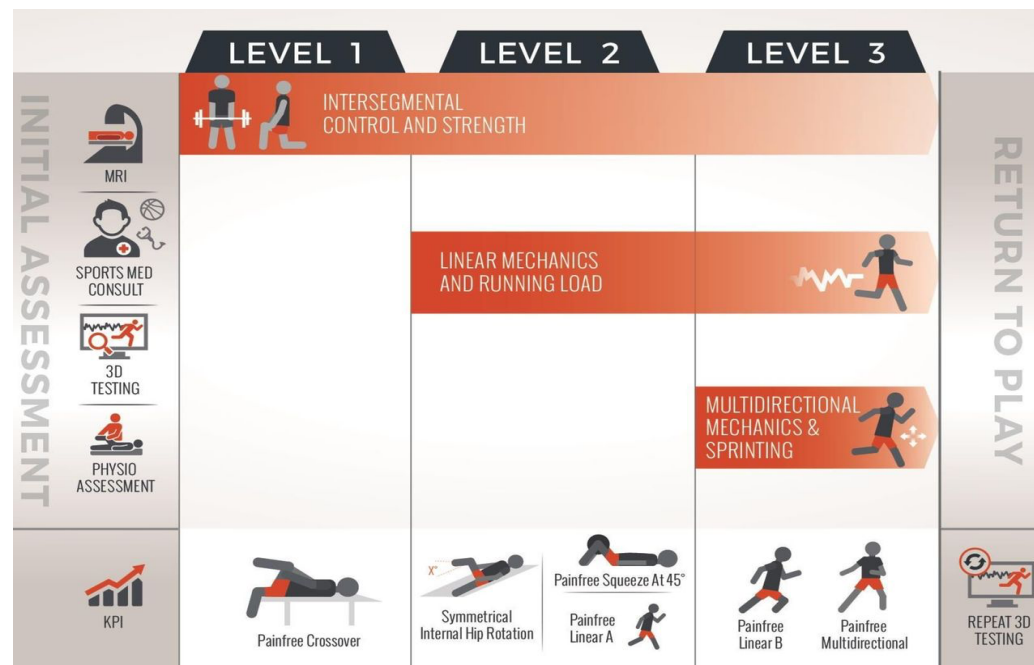 LEVEL 1
LEVEL 2
LEVEL 3
INITIAL ASSESSMENT
MRI
SPORTS MED
CONSULT
3D
TESTING
PHYSIO
ASSESSMENT
INTERSEGMENTAL
CONTROL AND STRENGTH
LINEAR MECHANICS
AND RUNNING LOAD
MULTIDIRECTIONAL
MECHANICS &
SPRINTING
RETURN TO PLAY
KPI
Painfree Crossover
X°
Symmetrical
Internal Hip Rotation
Painfree Squeeze At 45°
Painfree
Linear A
Painfree
Linear B
Painfree
Multidirectional
REPEAT 3D
TESTING